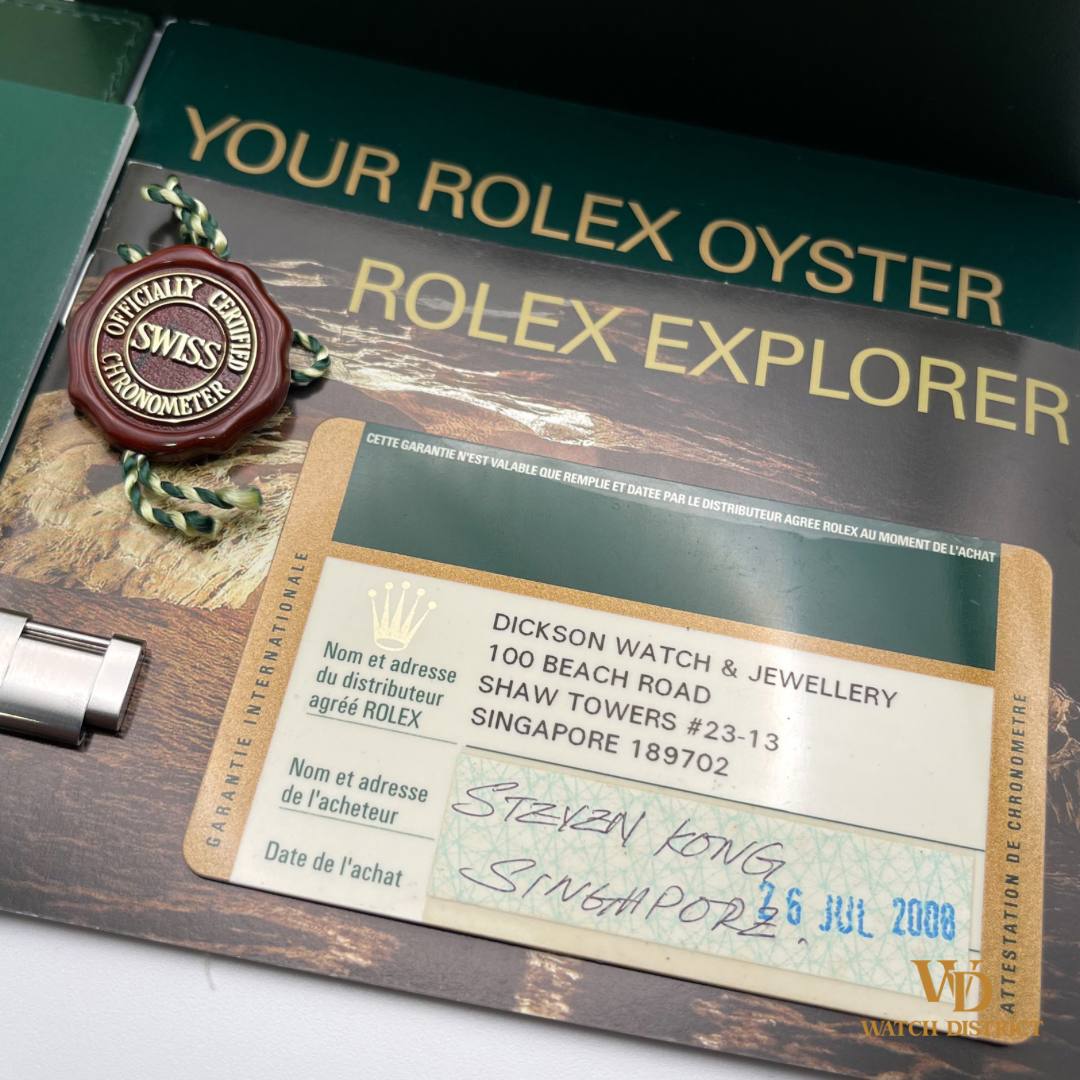 YOUR ROLEX OYSTER
ROLEX EXPLORER
OFFICIALLY CERTIFIED
SWISS
CHRONOMETER
CETTE GARANTIE N'EST VALABLE QUE REMPLIE ET DATEE PAR LE DISTRIBUTEUR AGREE ROLEX AU MOMENT DE L'ACHAT
GARANTIE INTERNATIONALE
Nom et adresse
du distributeur
agréé ROLEX
DICKSON WATCH & JEWELLERY
100 BEACH ROAD
SHAW TOWERS #23-13
SINGAPORE 189702
Nom et adresse
de l'acheteur
STEVEN KONG
Date de l'achat
SINGAPORE.
26 JUL 2008
ATTESTATION DE CHRONOMETRE
WD
WATCH DISTRICT